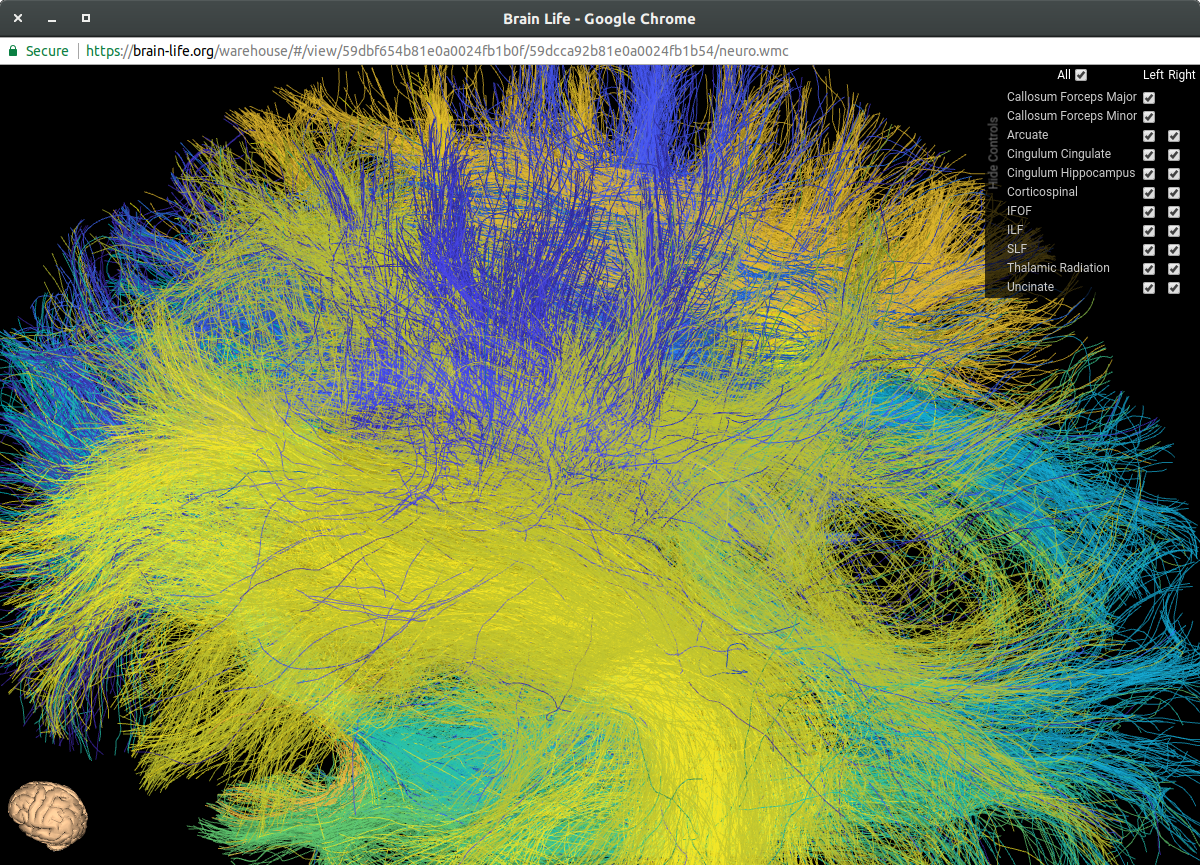 Brain Life - Google Chrome
Secure https://brain-life.org/warehouse/#/view/59dbf654b81e0a0024fb1b0f/59dcca92b81e0a0024fb1b54/neuro.wmc
All Left Right
Hide Controls
Callosum Forceps Major
Callosum Forceps Minor
Arcuate
Cingulum Cingulate
Cingulum Hippocampus
Corticospinal
IFOF
ILF
SLF
Thalamic Radiation
Uncinate